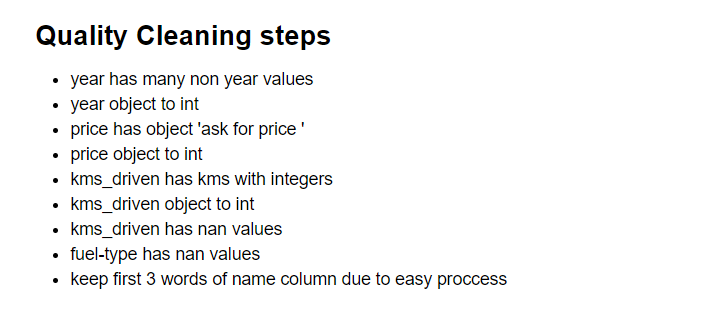 Quality Cleaning steps
• year has many non year values
• year object to int
• price has object 'ask for price '
• price object to int
• kms_driven has kms with integers
• kms_driven object to int
• kms_driven has nan values
• fuel-type has nan values
• keep first 3 words of name column due to easy proccess